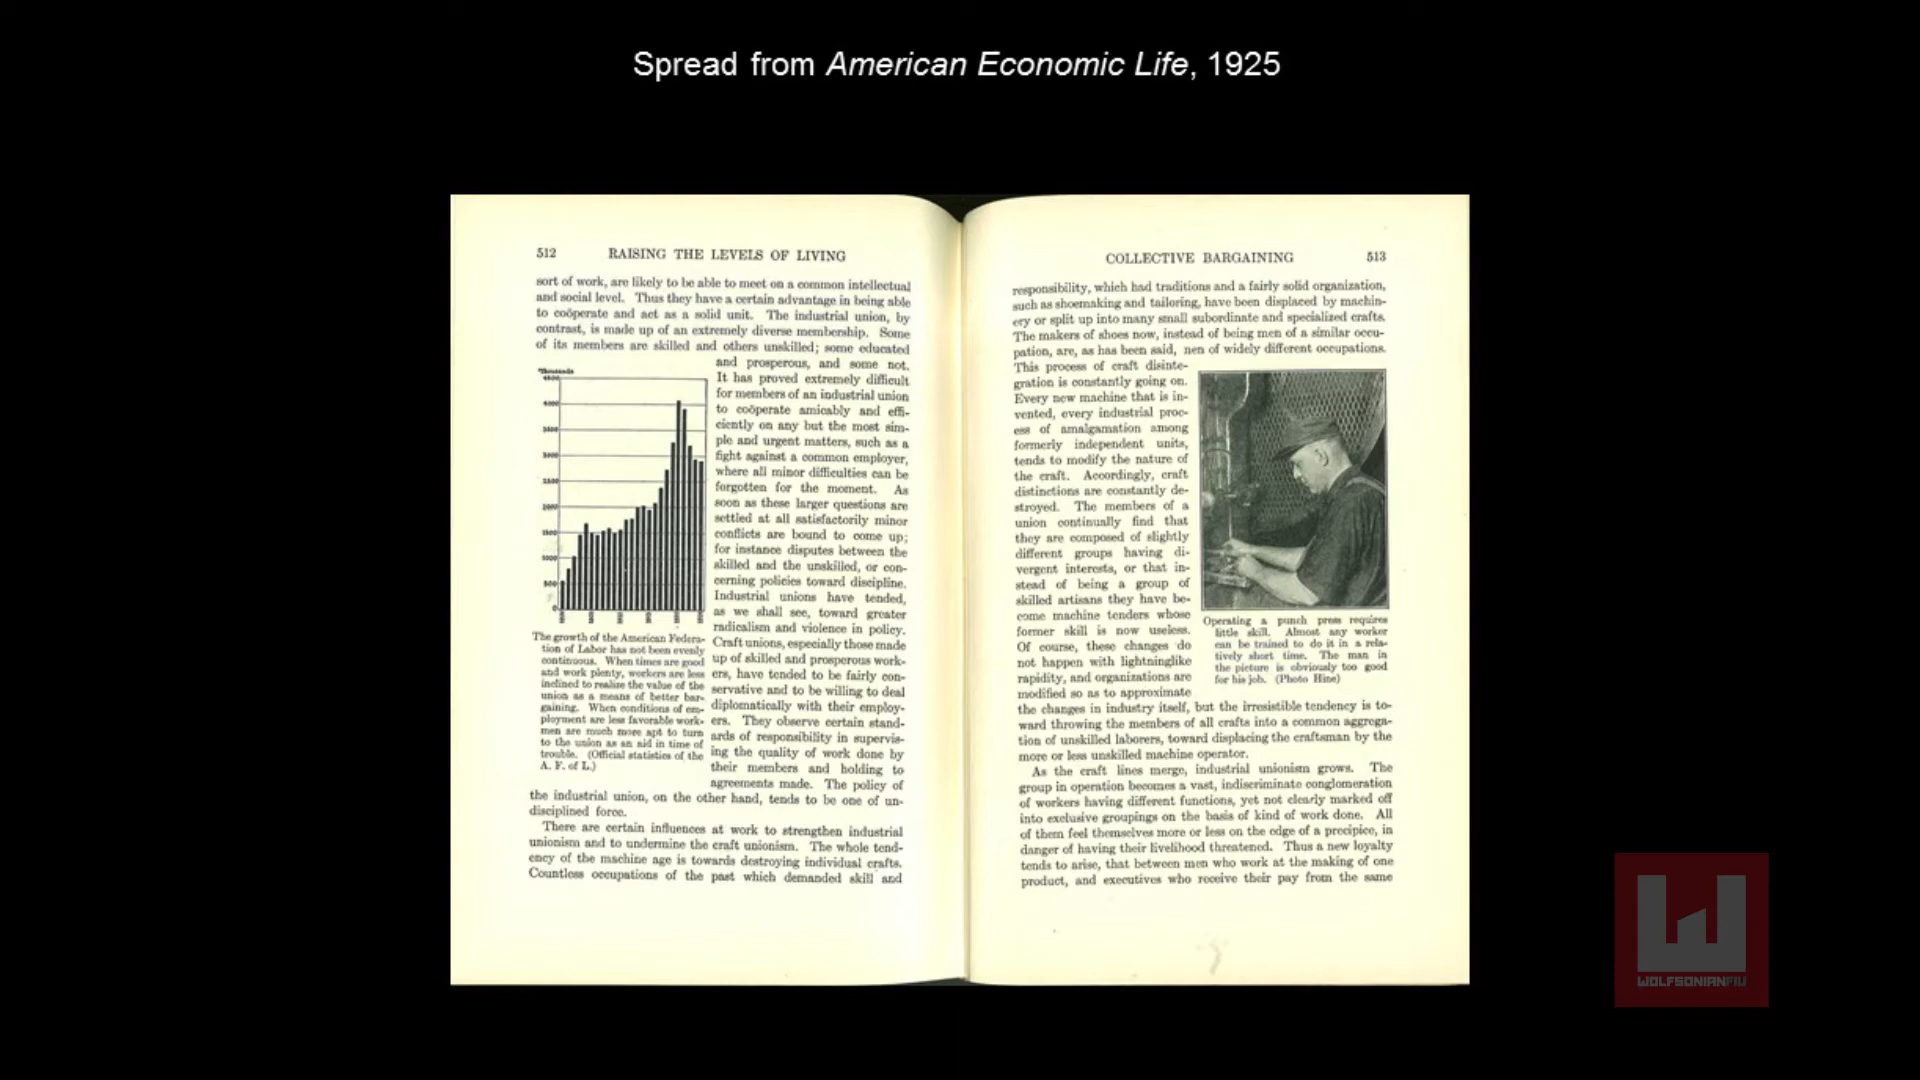 Spread from American Economic Life, 1925
512 RAISING THE LEVELS OF LIVING
sort of work, are likely to be able to meet on a common intellectual
and social level. Thus they have a certain advantage in being able
to coöperate and act as a solid unit. The industrial union, by
contrast, is made up of an extremely diverse membership. Some
of its members are skilled and others unskilled; some educated
and prosperous, and some not.
It has proved extremely difficult
for members of an industrial union
to coöperate amicably and effi-
ciently on any but the most sim-
ple and urgent matters, such as a
fight against a common employer,
where all minor difficulties can be
forgotten for the moment. As
soon as these larger questions are
settled at all satisfactorily minor
conflicts are bound to come up;
for instance disputes between the
skilled and the unskilled, or con-
cerning policies toward discipline.
Industrial unions have tended,
as we shall see, toward greater
radicalism and violence in policy.
Craft unions, especially those made
up of skilled and prosperous work-
ers, have tended to be fairly con-
servative and to be willing to deal
diplomatically with their employ-
ers. They observe certain stand-
ards of responsibility in supervis-
ing the quality of work done by
their members and holding to
agreements made. The policy of
the industrial union, on the other hand, tends to be one of un-
disciplined force.
There are certain influences at work to strengthen industrial
unionism and to undermine the craft unionism. The whole tend-
ency of the machine age is towards destroying individual crafts.
Countless occupations of the past which demanded skill and
Thousands
4500
4000
3500
3000
2500
2000
1500
1000
500
0
The growth of the American Federa-
tion of Labor has not been evenly
continuous. When times are good
and work plenty, workers are less
inclined to realize the value of the
union as a means of better bar-
gaining. When conditions of em-
ployment are less favorable work-
men are much more apt to turn
to the union as an aid in time of
trouble. (Official statistics of the
A. F. of L.)
COLLECTIVE BARGAINING 513
responsibility, which had traditions and a fairly solid organization,
such as shoemaking and tailoring, have been displaced by machin-
ery or split up into many small subordinate and specialized crafts.
The makers of shoes now, instead of being men of a similar occu-
pation, are, as has been said, nen of widely different occupations.
This process of craft disinte-
gration is constantly going on.
Every new machine that is in-
vented, every industrial proc-
ess of amalgamation among
formerly independent units,
tends to modify the nature of
the craft. Accordingly, craft
distinctions are constantly de-
stroyed. The members of a
union continually find that
they are composed of slightly
different groups having di-
vergent interests, or that in-
stead of being a group of
skilled artisans they have be-
come machine tenders whose
former skill is now useless.
Of course, these changes do
not happen with lightninglike
rapidity, and organizations are
modified so as to approximate
the changes in industry itself, but the irresistible tendency is to-
ward throwing the members of all crafts into a common aggrega-
tion of unskilled laborers, toward displacing the craftsman by the
more or less unskilled machine operator.
As the craft lines merge, industrial unionism grows. The
group in operation becomes a vast, indiscriminate conglomeration
of workers having different functions, yet not clearly marked off
into exclusive groupings on the basis of kind of work done. All
of them feel themselves more or less on the edge of a precipice, in
danger of having their livelihood threatened. Thus a new loyalty
tends to arise, that between men who work at the making of one
product, and executives who receive their pay from the same
Operating a punch press requires
little skill. Almost any worker
can be trained to do it in a rela-
tively short time. The man in
the picture is obviously too good
for his job. (Photo Hine)
W
WOLFSONIANFIU